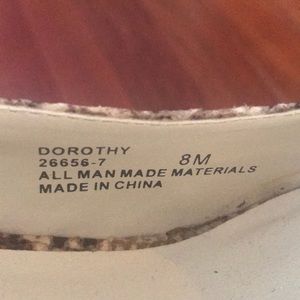 DOROTHY
26656-7 8M
ALL MAN MADE MATERIALS
MADE IN CHINA